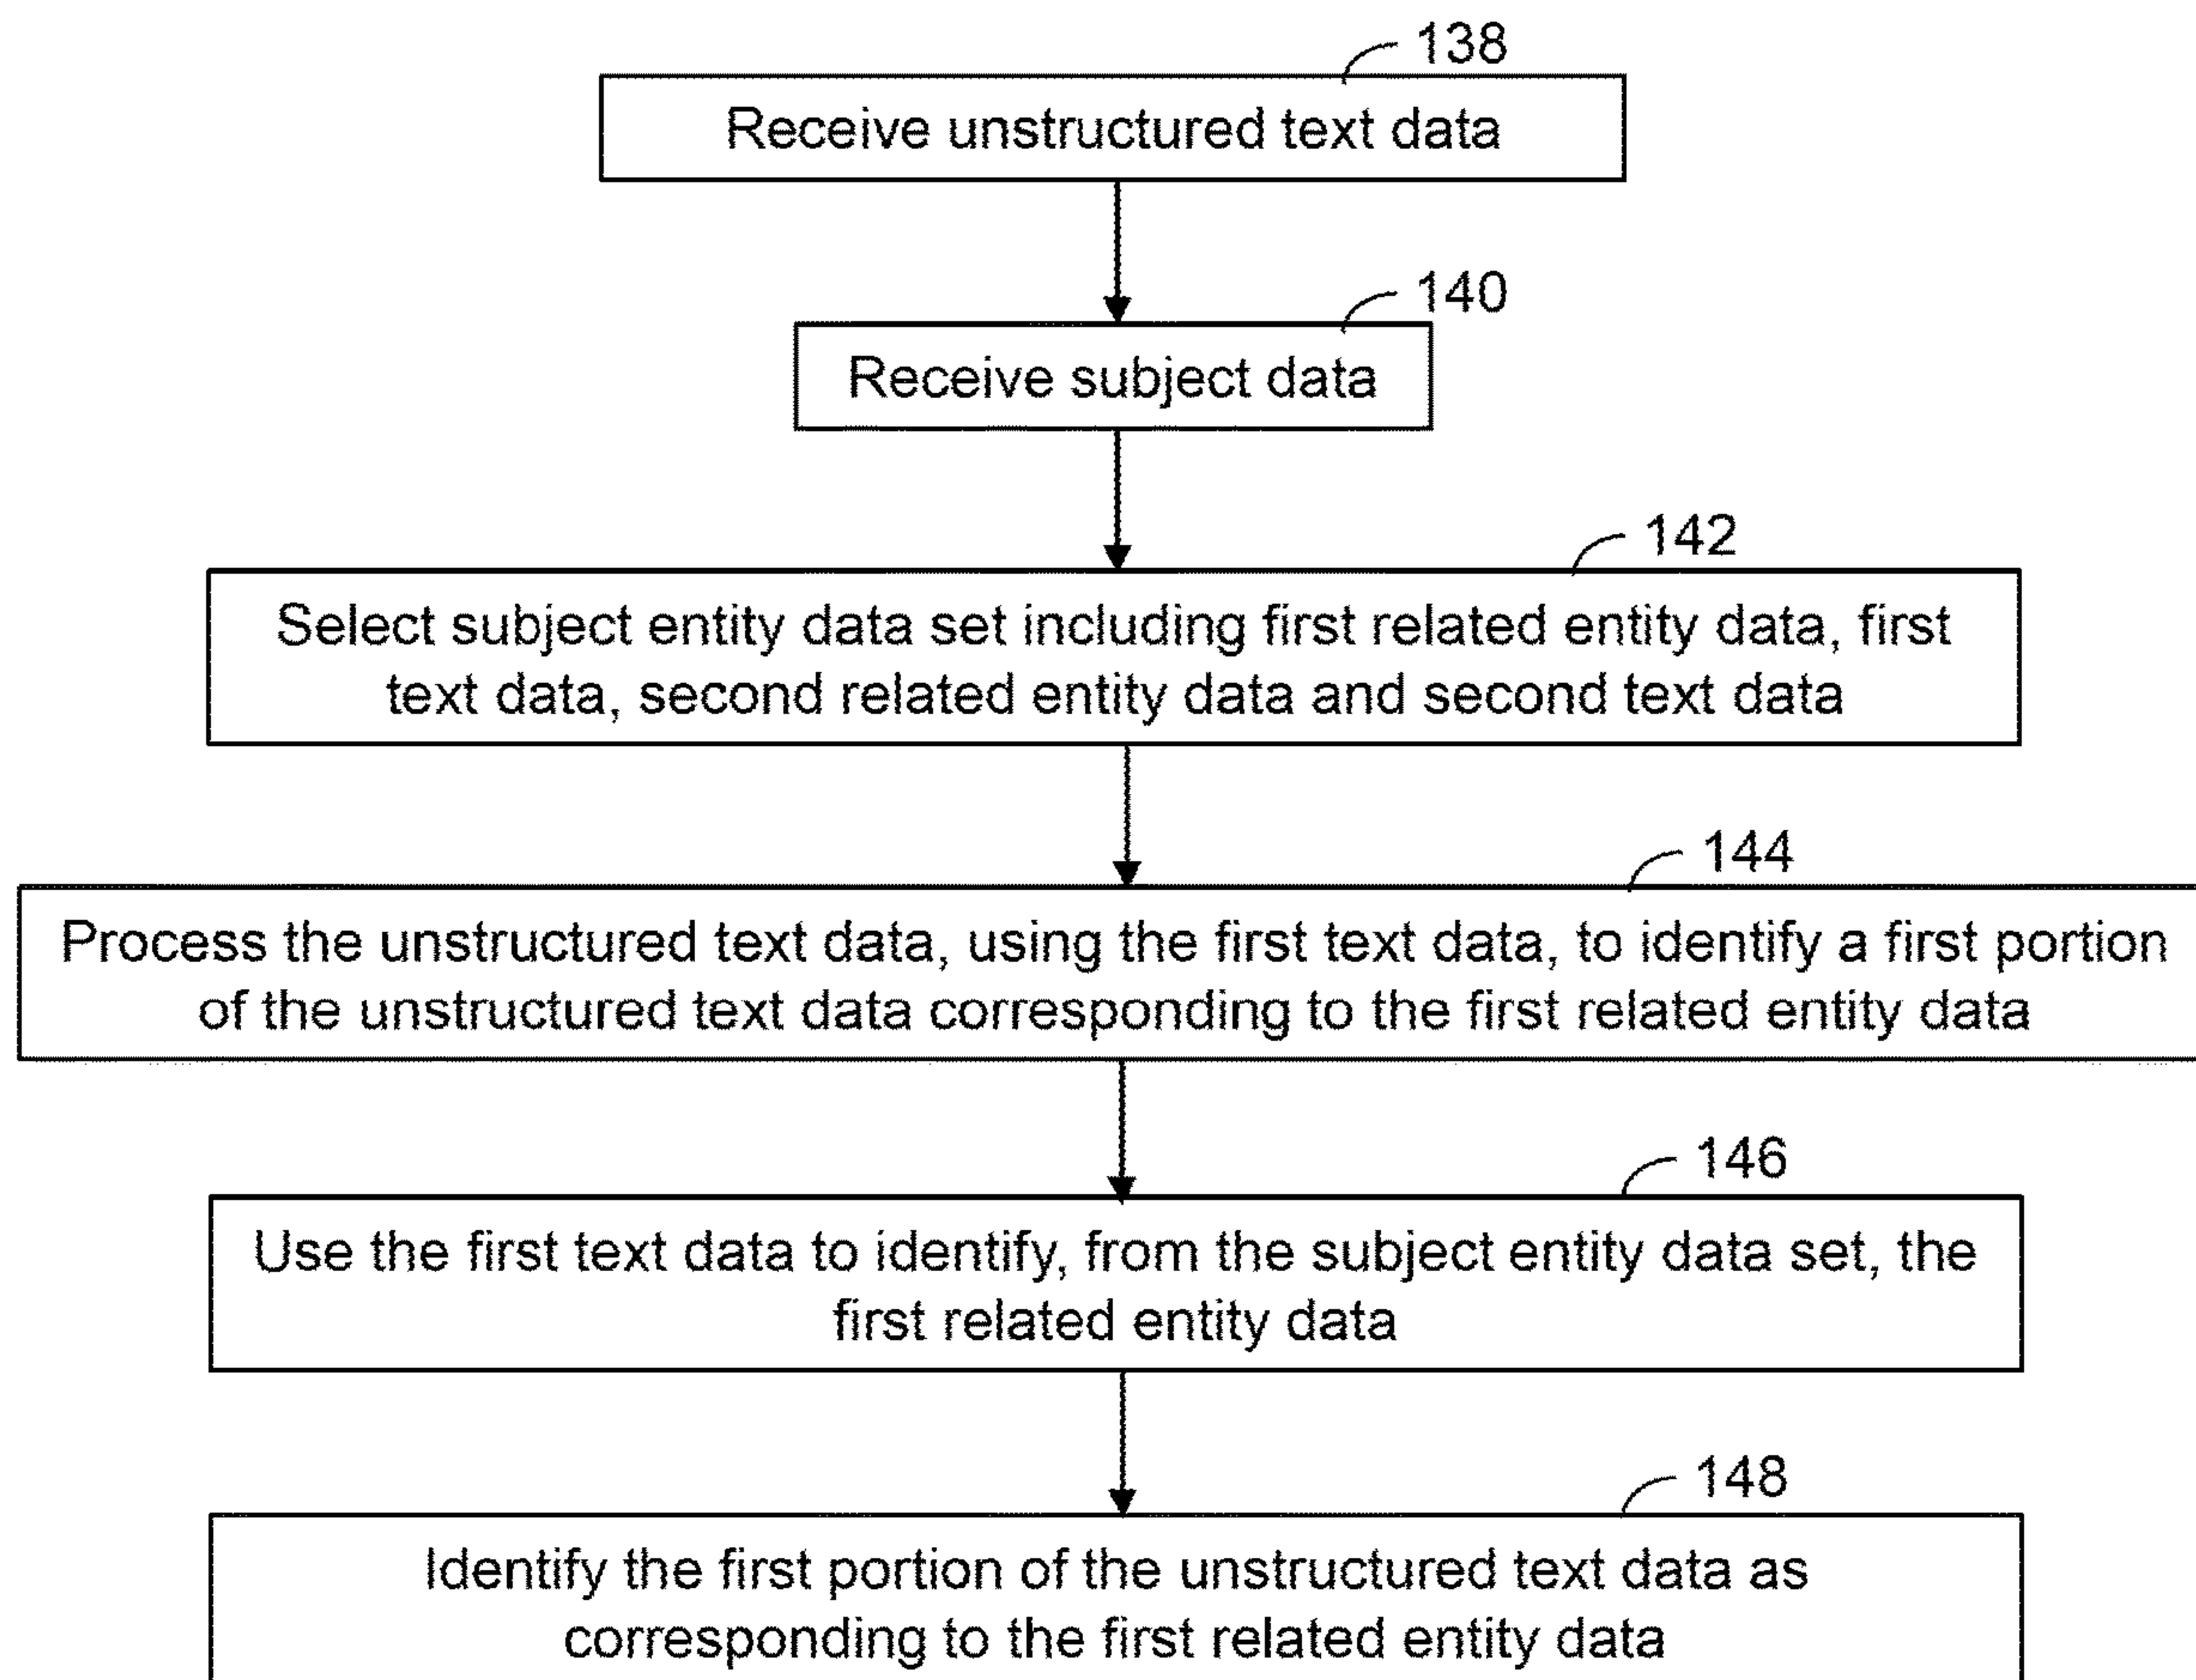 138
Receive unstructured text data
140
Receive subject data
142
Select subject entity data set including first related entity data, first
text data, second related entity data and second text data
144
Process the unstructured text data, using the first text data, to identify a first portion
of the unstructured text data corresponding to the first related entity data
146
Use the first text data to identify, from the subject entity data set, the
first related entity data
148
Identify the first portion of the unstructured text data as
corresponding to the first related entity data